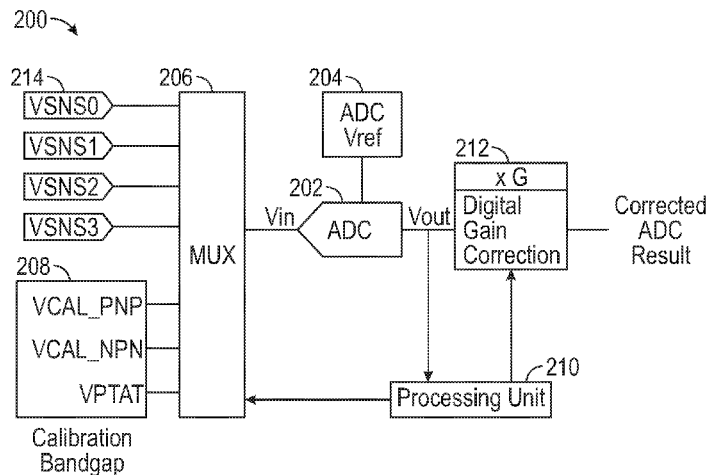 200
214
VSNS0
VSNS1
VSNS2
VSNS3
208
VCAL_PNP
VCAL_NPN
VPTAT
Calibration
Bandgap
206
MUX
Vin
204
ADC
Vref
202
ADC
Vout
212
x G
Digital
Gain
Correction
Corrected
ADC
Result
210
Processing Unit